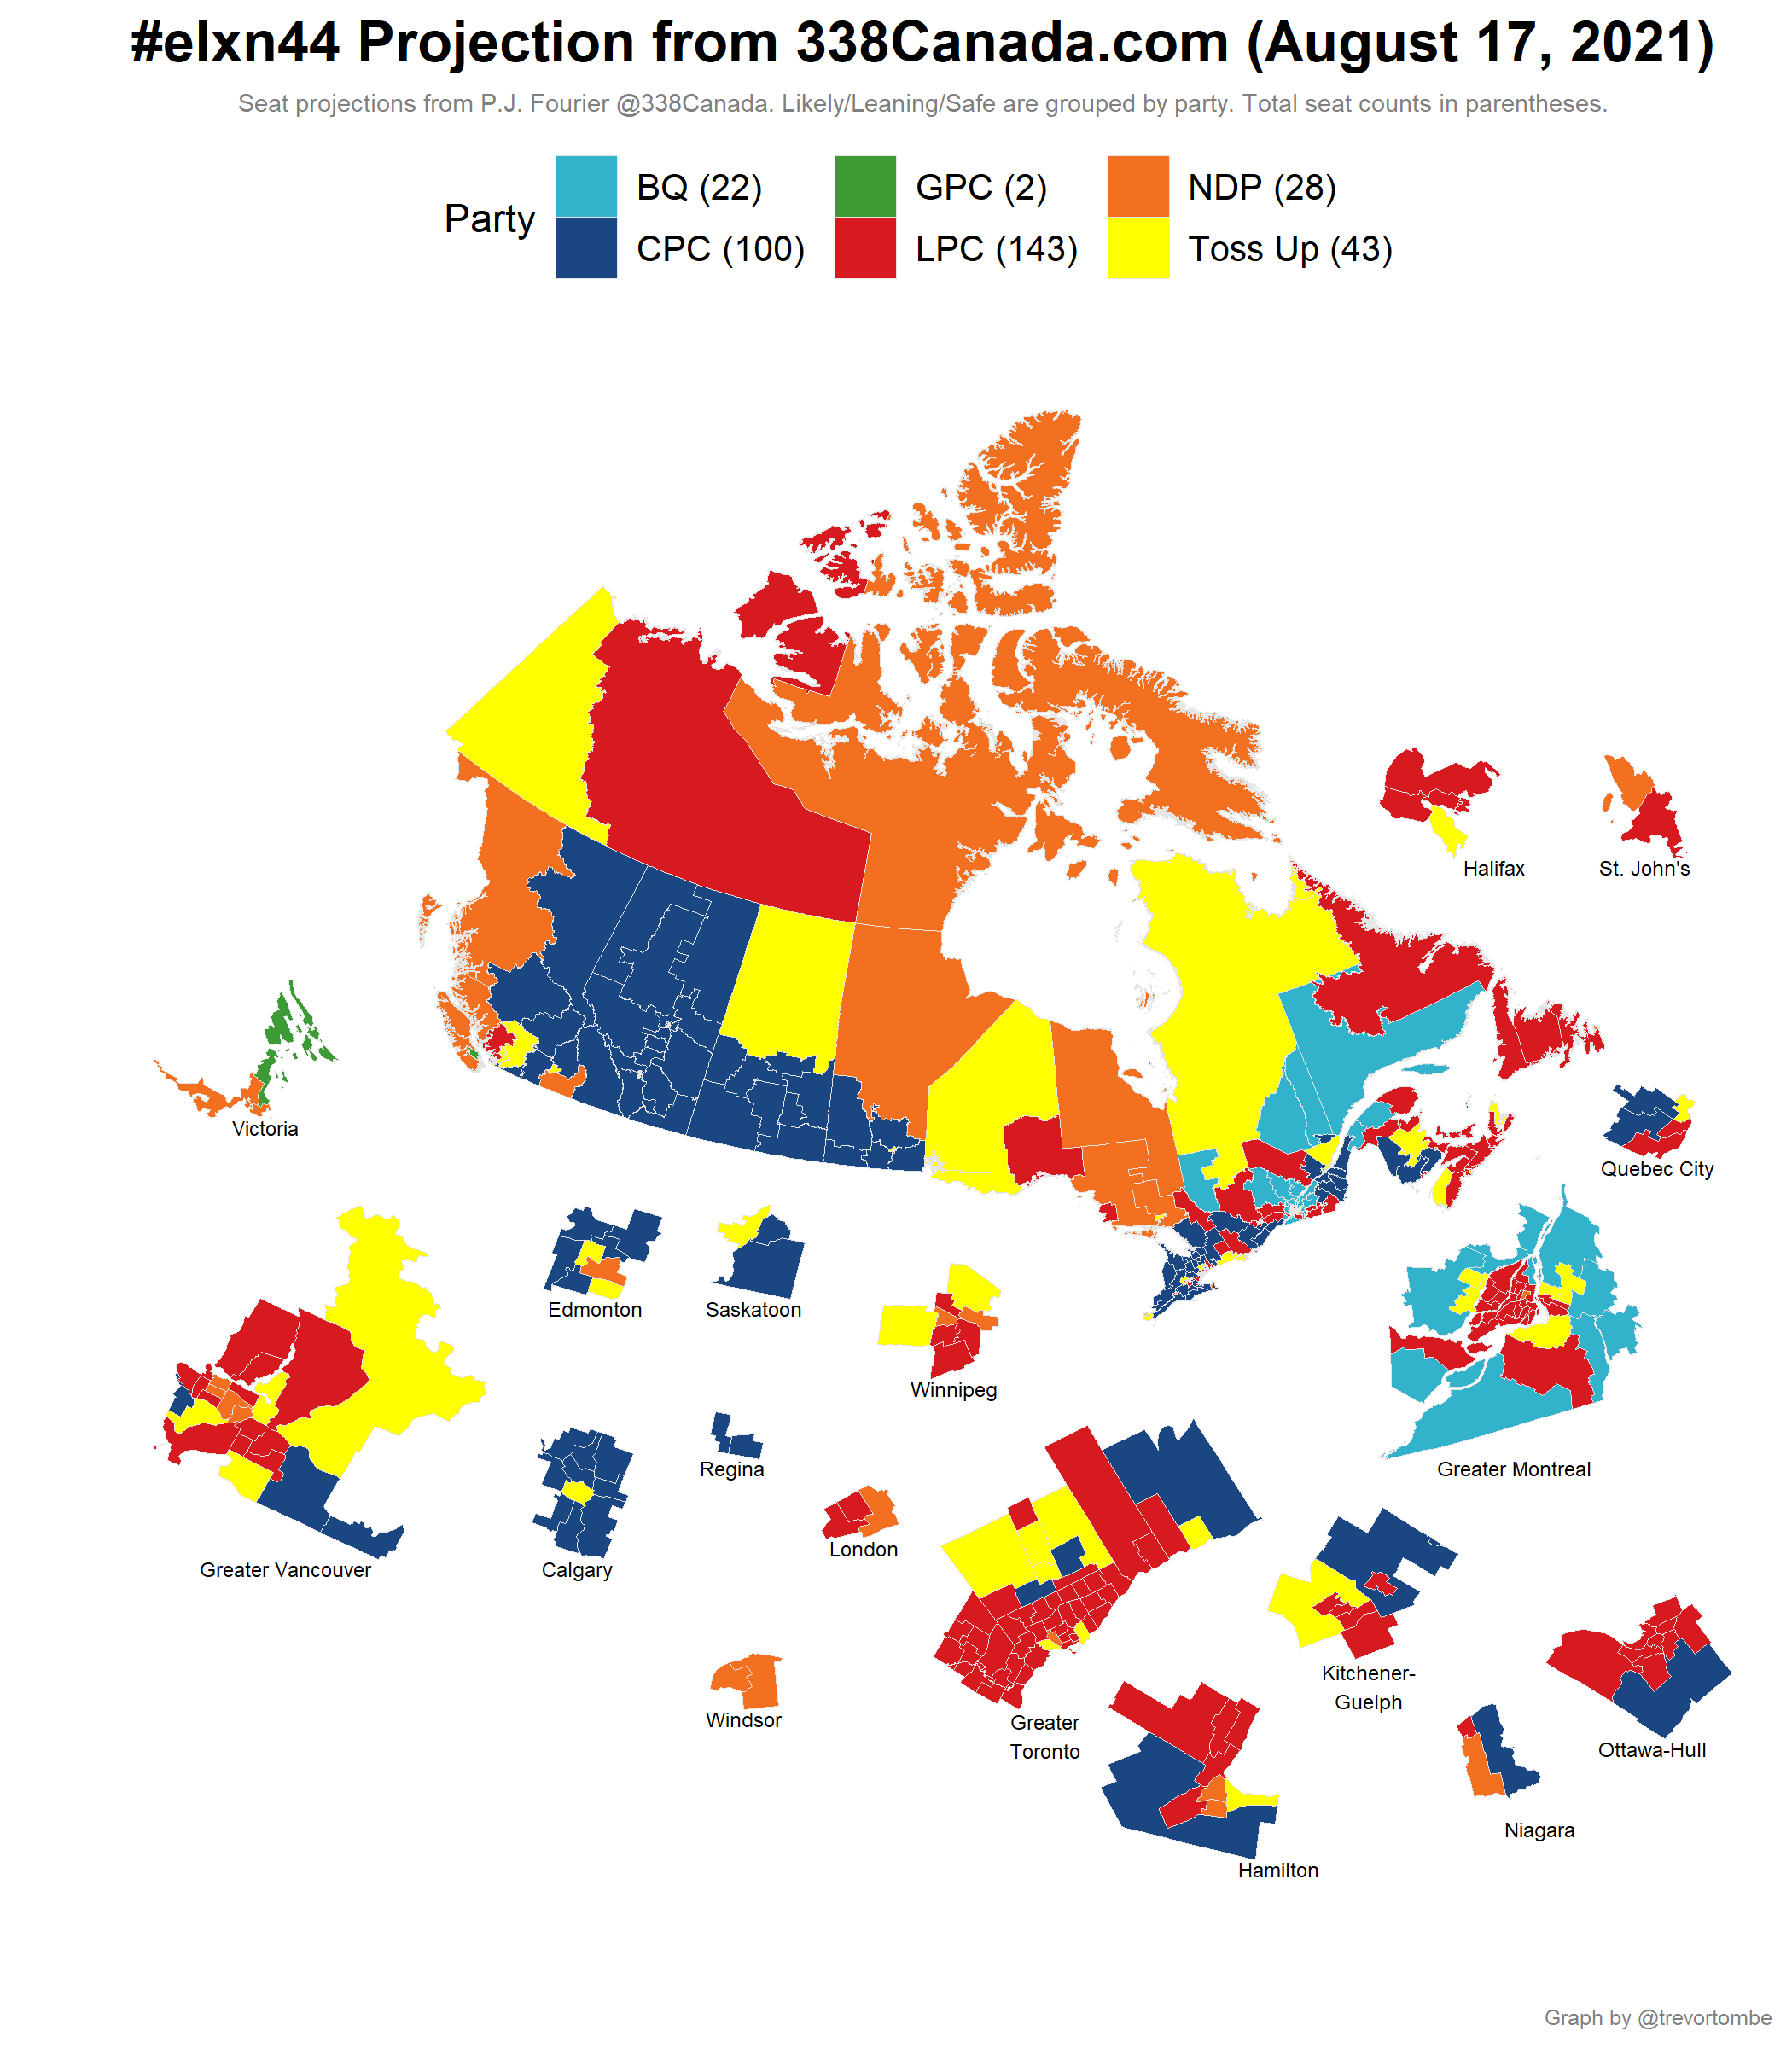 #elxn44 Projection from 338Canada.com (August 17, 2021)
Seat projections from P.J. Fourier @338Canada. Likely/Leaning/Safe are grouped by party. Total seat counts in parentheses.
Party
BQ (22)
GPC (2)
NDP (28)
CPC (100)
LPC (143)
Toss Up (43)
Halifax
St. John's
Victoria
Quebec City
Edmonton
Saskatoon
Winnipeg
Regina
Greater Montreal
London
Greater Vancouver
Calgary
Kitchener-
Guelph
Windsor
Greater
Toronto
Ottawa-Hull
Niagara
Hamilton
Graph by @trevortombe